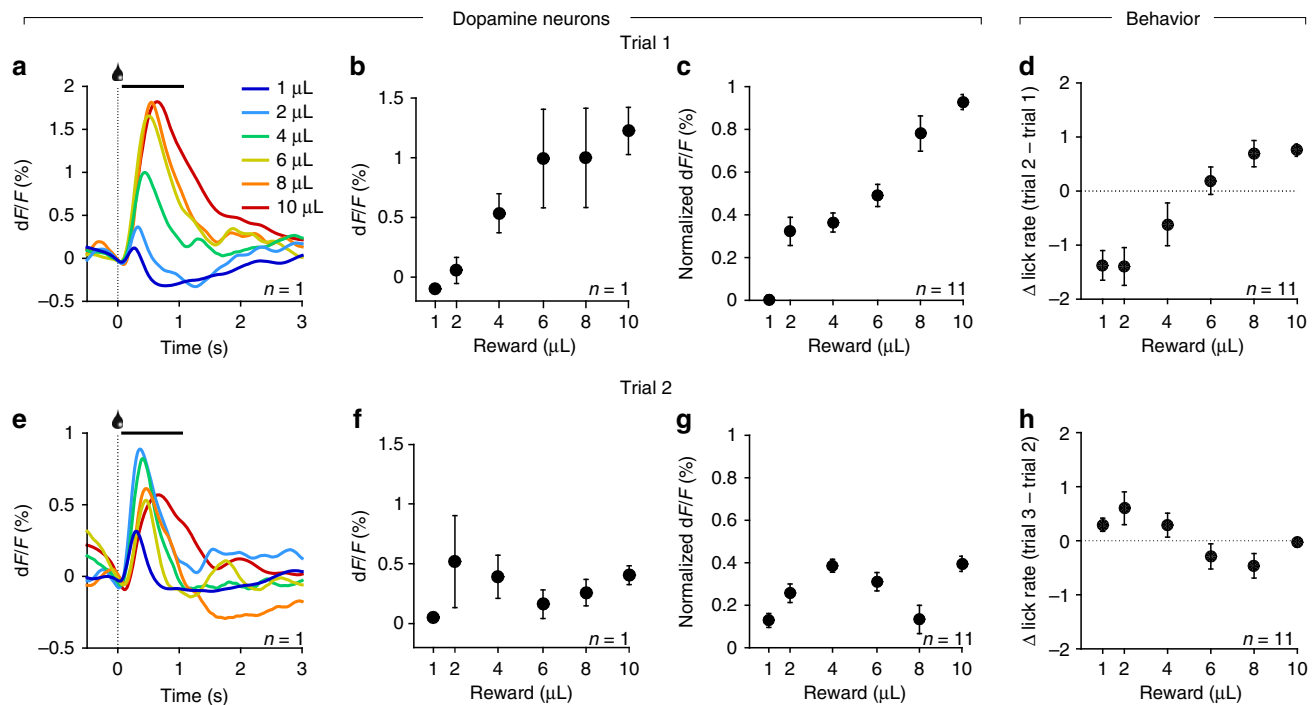 Dopamine neurons
Behavior
Trial 1
a
dF/F (%)
2
1.5
1
0.5
0
−0.5
0
1
2
3
Time (s)
1 μL
2 μL
4 μL
6 μL
8 μL
10 μL
n = 1
b
dF/F (%)
1.5
1
0.5
0
1
2
4
6
8
10
Reward (μL)
n = 1
c
Normalized dF/F (%)
1
0.8
0.6
0.4
0.2
0
1
2
4
6
8
10
Reward (μL)
n = 11
d
Δ lick rate (trial 2 – trial 1)
2
1
0
−1
−2
1
2
4
6
8
10
Reward (μL)
n = 11
Trial 2
e
dF/F (%)
1
0.5
0
−0.5
0
1
2
3
Time (s)
n = 1
f
dF/F (%)
1.5
1
0.5
0
1
2
4
6
8
10
Reward (μL)
n = 1
g
Normalized dF/F (%)
1
0.8
0.6
0.4
0.2
0
1
2
4
6
8
10
Reward (μL)
n = 11
h
Δ lick rate (trial 3 – trial 2)
2
1
0
−1
−2
1
2
4
6
8
10
Reward (μL)
n = 11